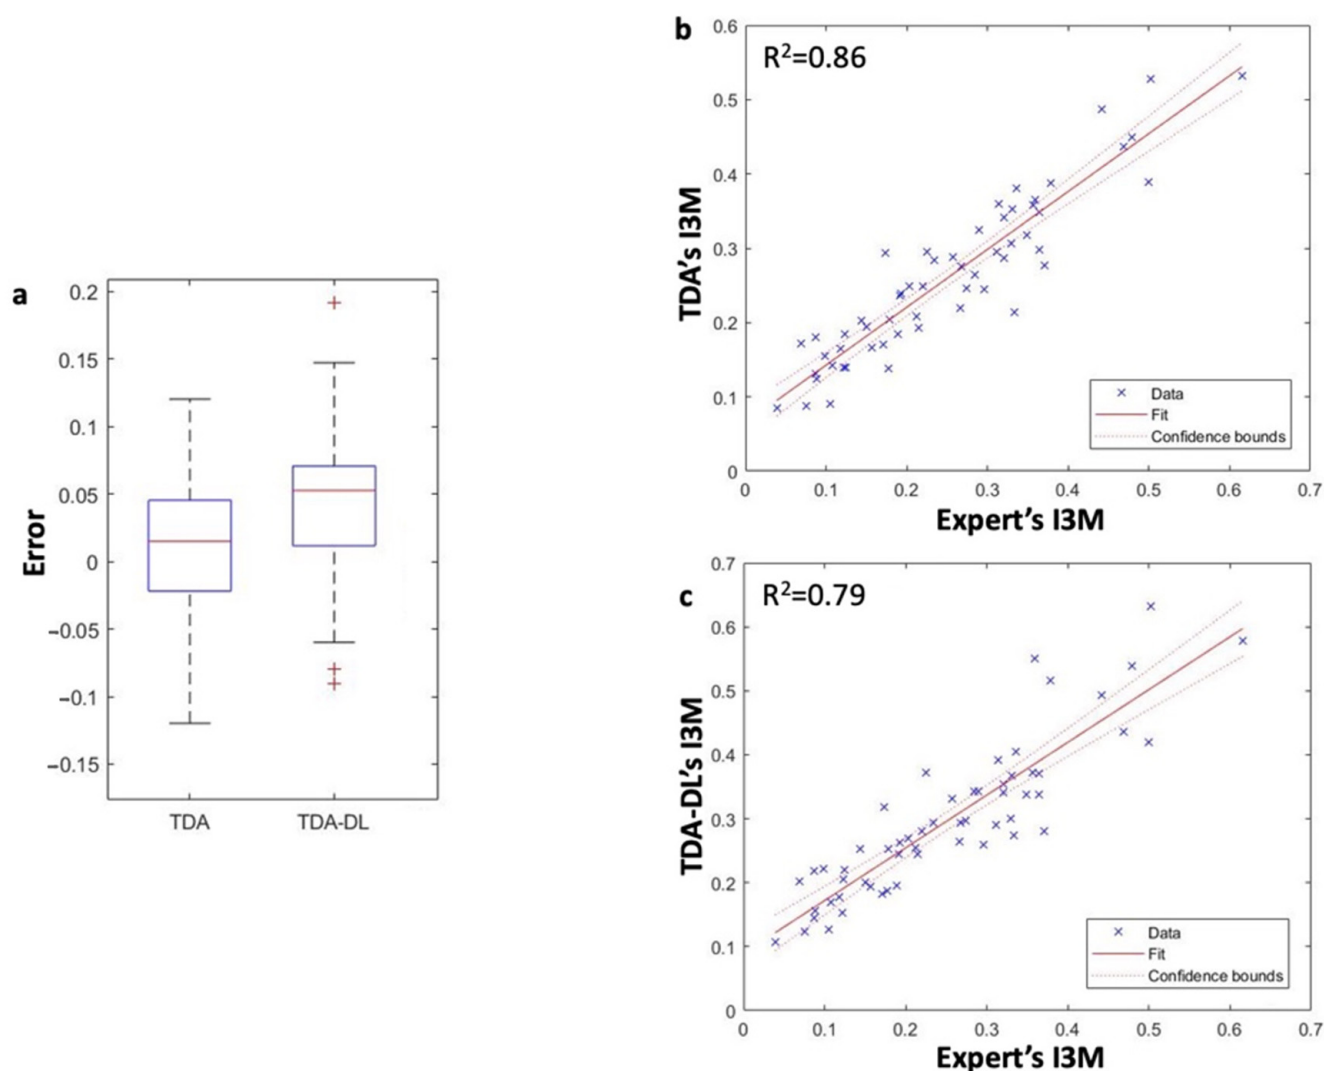 a
0.2
0.15
0.1
0.05
0
−0.05
−0.1
−0.15
Error
TDA TDA-DL
b
R²=0.86
0.6
0.5
0.4
0.3
0.2
0.1
0
TDA's I3M
Data
Fit
Confidence bounds
0 0.1 0.2 0.3 0.4 0.5 0.6 0.7
Expert's I3M
c
R²=0.79
0.7
0.6
0.5
0.4
0.3
0.2
0.1
0
TDA-DL's I3M
Data
Fit
Confidence bounds
0 0.1 0.2 0.3 0.4 0.5 0.6 0.7
Expert's I3M